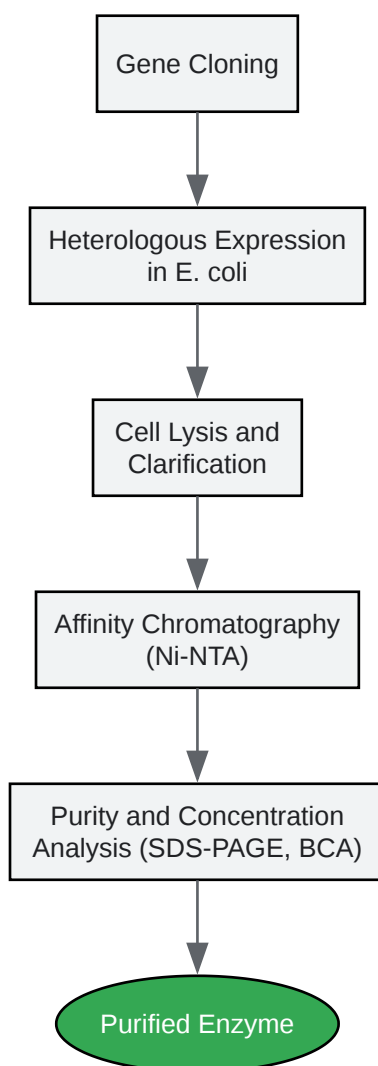 Gene Cloning
Heterologous Expression
in E. coli
Cell Lysis and
Clarification
Affinity Chromatography
(Ni-NTA)
Purity and Concentration
Analysis (SDS-PAGE, BCA)
Purified Enzyme